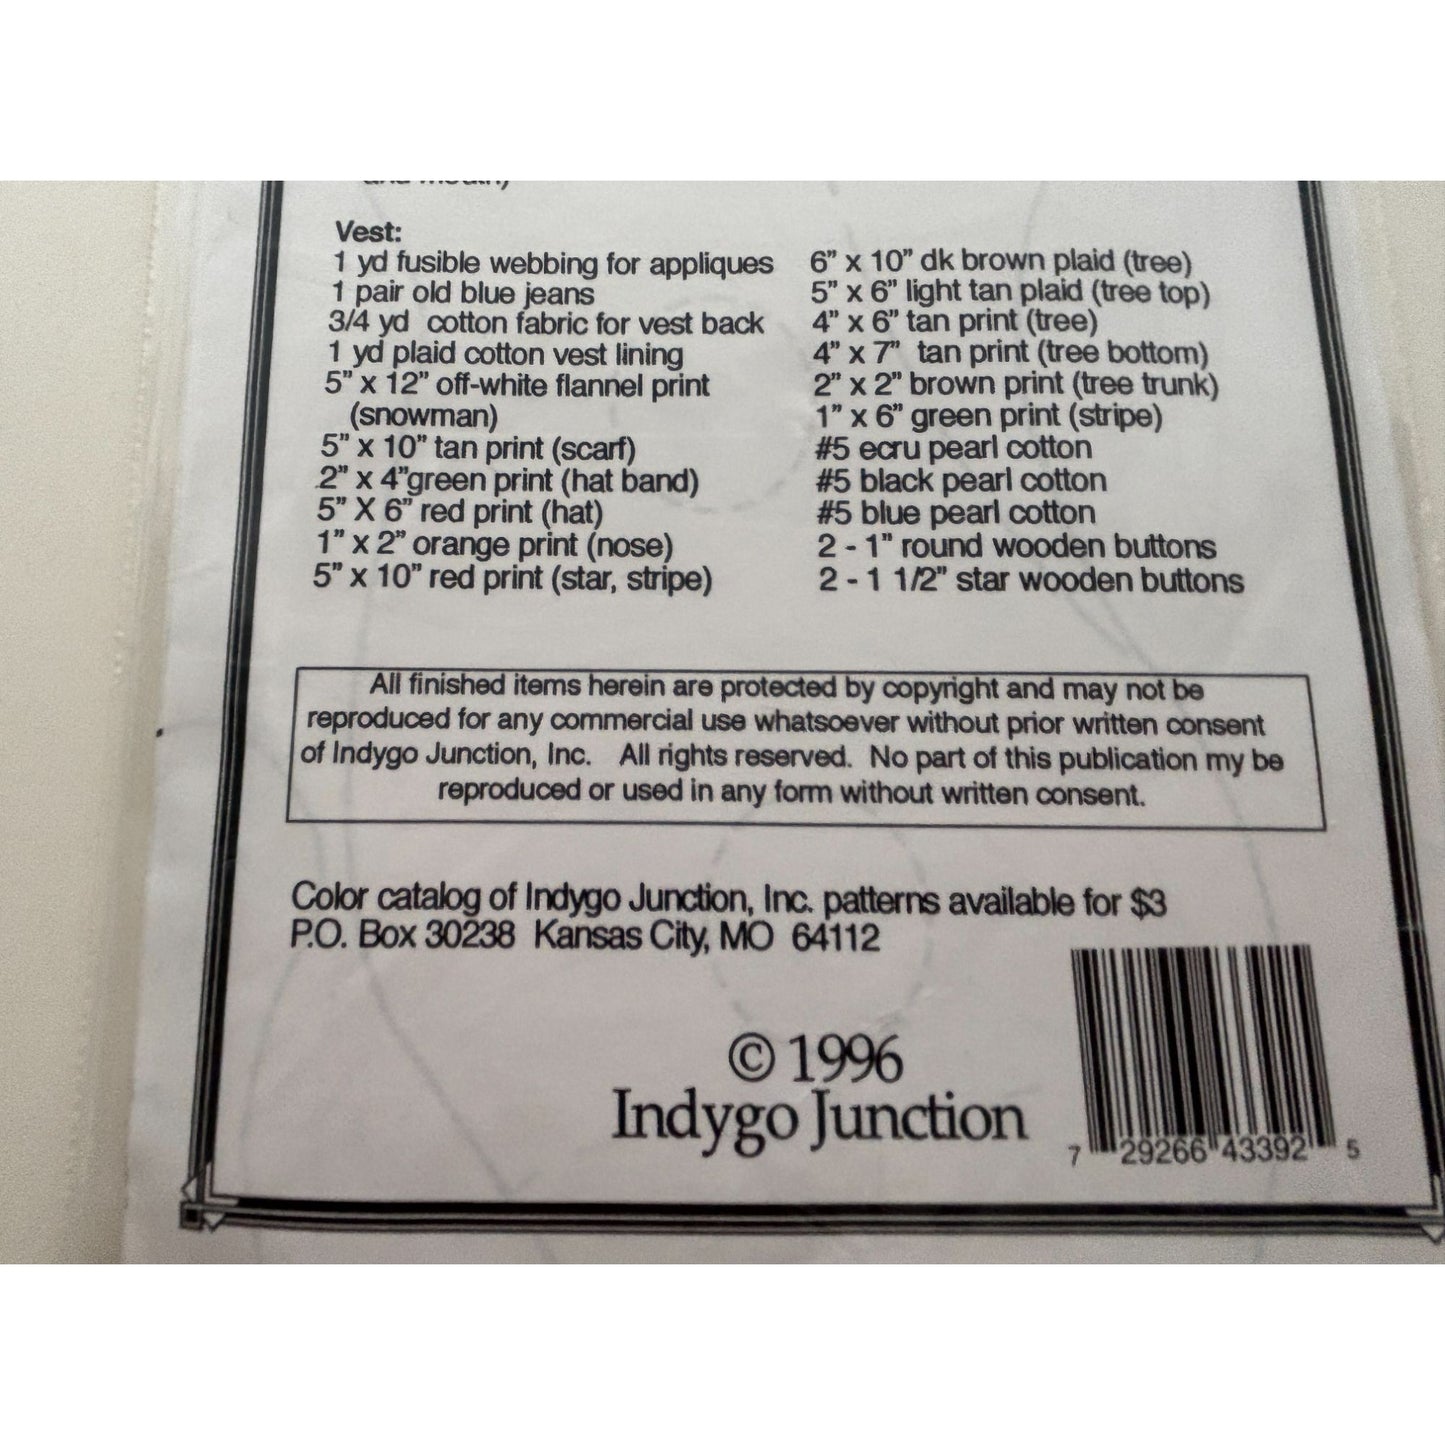 and mouth)
Vest:
1 yd fusible webbing for appliques
1 pair old blue jeans
3/4 yd cotton fabric for vest back
1 yd plaid cotton vest lining
5" x 12" off-white flannel print
(snowman)
5" x 10" tan print (scarf)
2" x 4"green print (hat band)
5" X 6" red print (hat)
1" x 2" orange print (nose)
5" x 10" red print (star, stripe)
6" x 10" dk brown plaid (tree)
5" x 6" light tan plaid (tree top)
4" x 6" tan print (tree)
4" x 7" tan print (tree bottom)
2" x 2" brown print (tree trunk)
1" x 6" green print (stripe)
#5 ecru pearl cotton
#5 black pearl cotton
#5 blue pearl cotton
2 - 1" round wooden buttons
2 - 1 1/2" star wooden buttons
All finished items herein are protected by copyright and may not be
reproduced for any commercial use whatsoever without prior written consent
of Indygo Junction, Inc. All rights reserved. No part of this publication my be
reproduced or used in any form without written consent.
Color catalog of Indygo Junction, Inc. patterns available for $3
P.O. Box 30238 Kansas City, MO 64112
© 1996
Indygo Junction
7 29266 43392 5